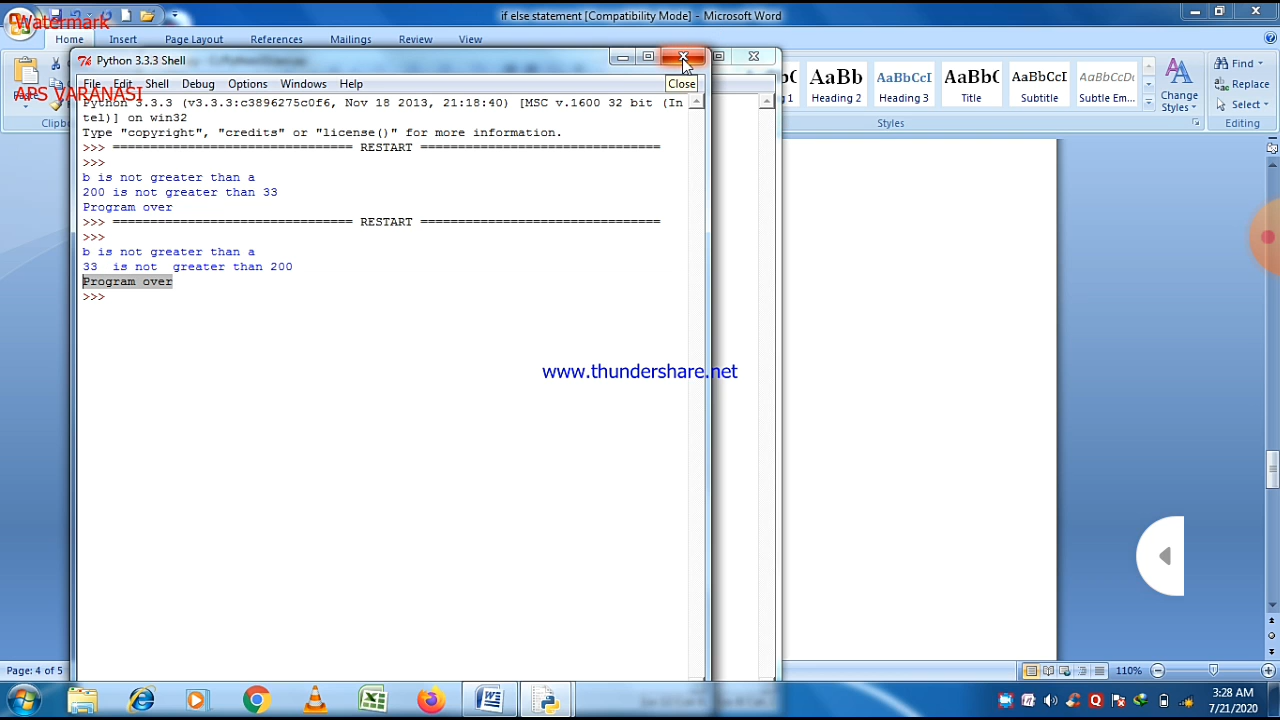 if else statement [Compatibility Mode] - Microsoft Word
Watermark
Home Insert Page Layout References Mailings Review View
Python 3.3.3 Shell
File Edit Shell Debug Options Windows Help
Close
APS VARANASI
Python 3.3.3 (v3.3.3:c3896275c0f6, Nov 18 2013, 21:18:40) [MSC v.1600 32 bit (In
tel)] on win32
Type "copyright", "credits" or "license()" for more information.
>>> ================================ RESTART ================================
>>>
b is not greater than a
200 is not greater than 33
Program over
>>> ================================ RESTART ================================
>>>
b is not greater than a
33  is not  greater than 200
Program over
>>>
www.thundershare.net
AaBb AaBbCcI AaBb( AaBbCcI AaBbCcD
Heading 2 Heading 3 Title Subtitle Subtle Em...
Change
Styles
Find
Replace
Select
Styles
Editing
Page: 4 of 5
110%
3:28 AM
7/21/2020